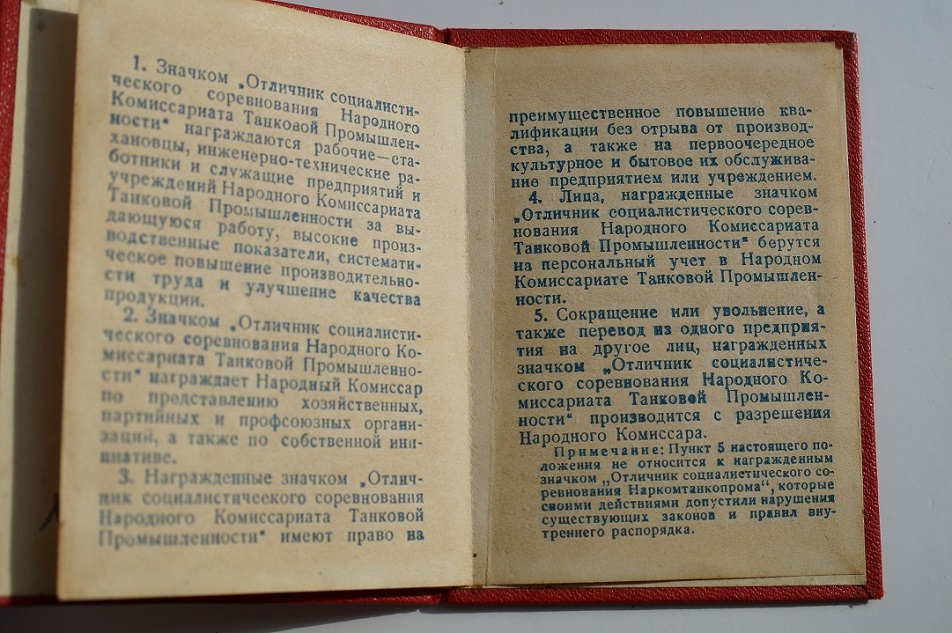 1. Значком „Отличник социалисти-
ческого соревнования Народного
Комиссариата Танковой Промышлен-
ности“ награждаются рабочие—ста-
хановцы, инженерно-технические ра-
ботники и служащие предприятий и
учреждений Народного Комиссариата
Танковой Промышленности за вы-
дающуюся работу, высокие произ-
водственные показатели, системати-
ческое повышение производительно-
сти труда и улучшение качества
продукции.
2. Значком „Отличник социалисти-
ческого соревнования Народного Ко-
миссариата Танковой Промышленно-
сти“ награждает Народный Комиссар
по представлению хозяйственных,
партийных и профсоюзных органи-
заций, а также по собственной ини-
циативе.
3. Награжденные значком „Отлич-
ник социалистического соревнования
Народного Комиссариата Танковой
Промышленности“ имеют право на
преимущественное повышение ква-
лификации без отрыва от производ-
ства, а также на первоочередное
культурное и бытовое их обслужива-
ние предприятием или учреждением.
4. Лица, награжденные значком
„Отличник социалистического сорев-
нования Народного Комиссариата
Танковой Промышленности“ берутся
на персональный учет в Народном
Комиссариате Танковой Промышлен-
ности.
5. Сокращение или увольнение, а
также перевод из одного предприя-
тия на другое лиц, награжденных
значком „Отличник социалистиче-
ского соревнования Народного Ко-
миссариата Танковой Промышлен-
ности“ производится с разрешения
Народного Комиссара.
Примечание: Пункт 5 настоящего по-
ложения не относится к награжденным
значком „Отличник социалистического со-
ревнования Наркомтанкопрома“, которые
своими действиями допустили нарушения
существующих законов и правил вну-
треннего распорядка.